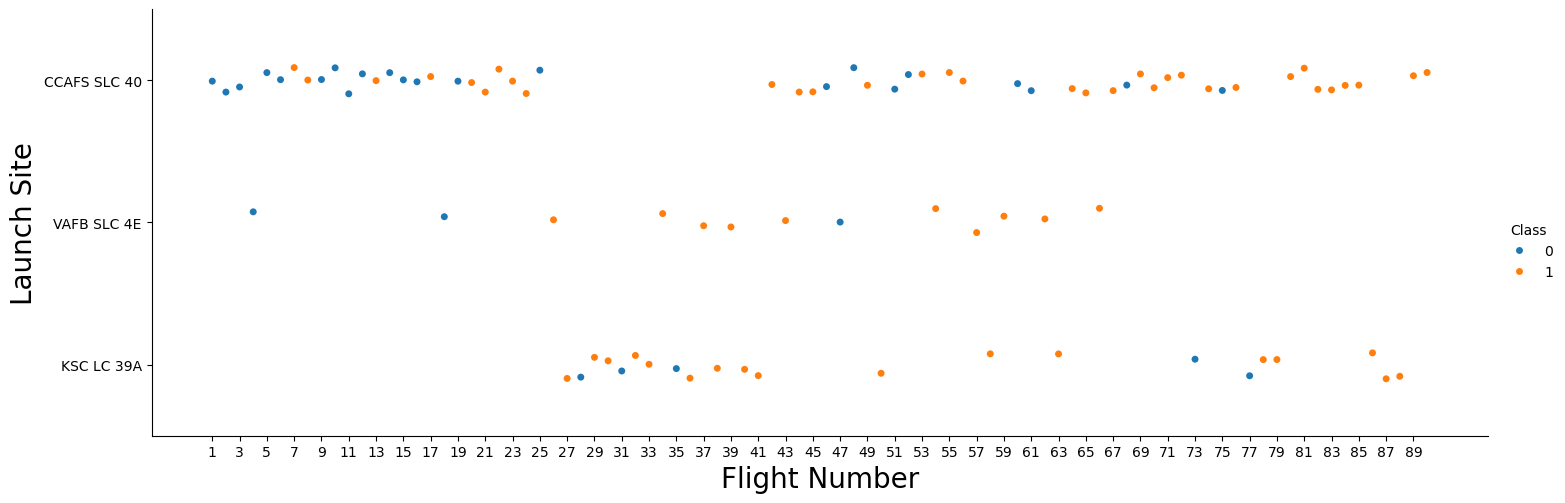 CCAFS SLC 40
VAFB SLC 4E
KSC LC 39A
Launch Site
1 3 5 7 9 11 13 15 17 19 21 23 25 27 29 31 33 35 37 39 41 43 45 47 49 51 53 55 57 59 61 63 65 67 69 71 73 75 77 79 81 83 85 87 89
Flight Number
Class
0
1